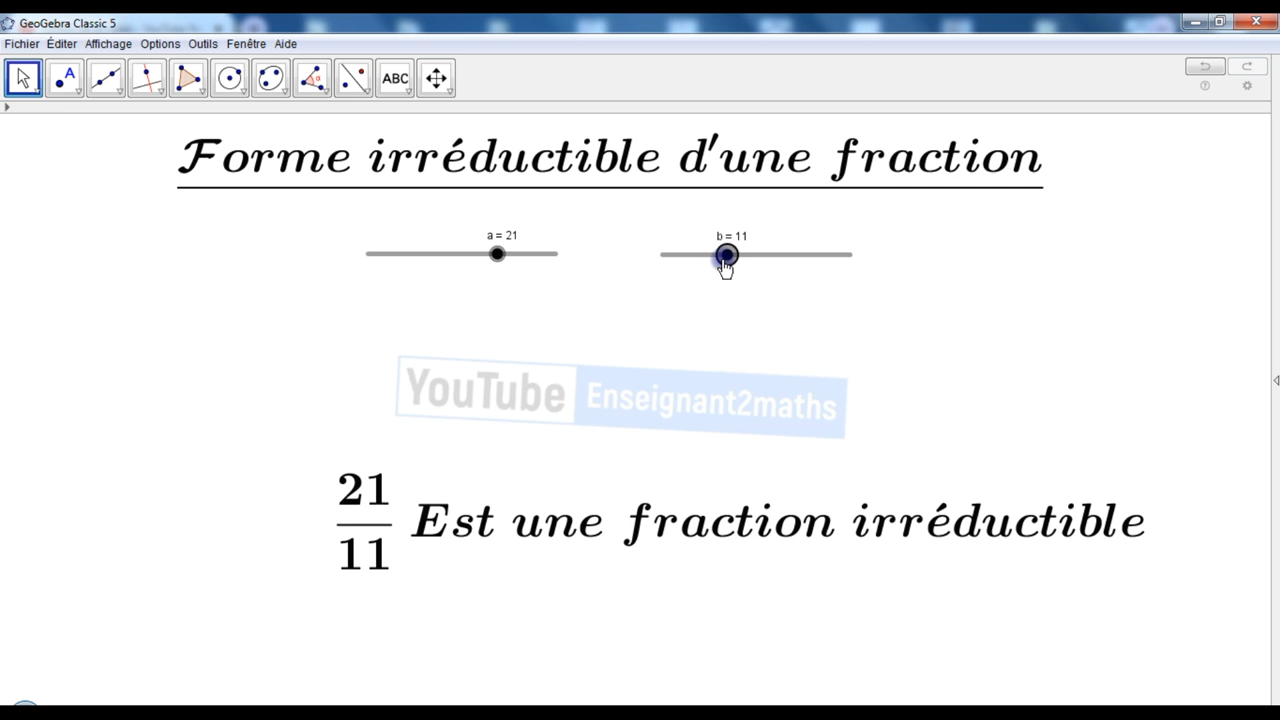 GeoGebra Classic 5
Fichier Éditer Affichage Options Outils Fenêtre Aide
A
α
ABC
Forme irréductible d'une fraction
a = 21
b = 11
YouTube Enseignant2maths
21
11
Est une fraction irréductible